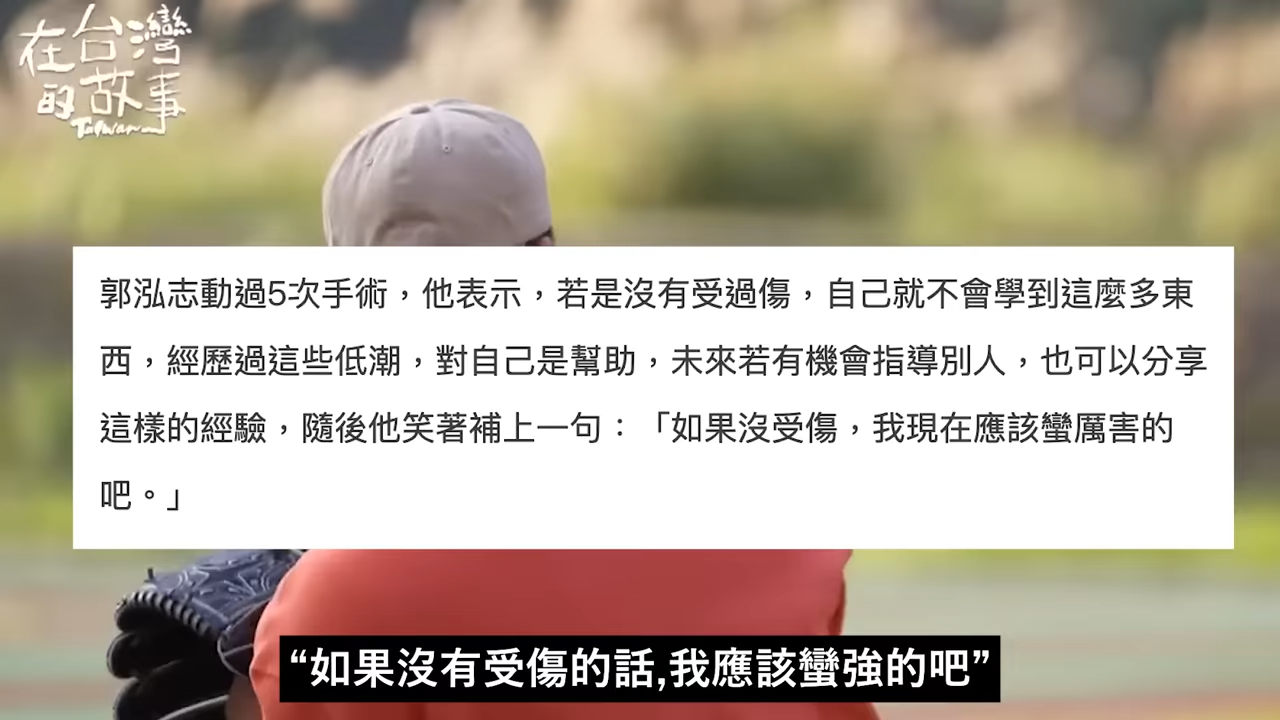 在台灣
的故事
Taiwan
郭泓志動過5次手術，他表示，若是沒有受過傷，自己就不會學到這麼多東
西，經歷過這些低潮，對自己是幫助，未來若有機會指導別人，也可以分享
這樣的經驗，隨後他笑著補上一句：「如果沒受傷，我現在應該蠻厲害的
吧。」
“如果沒有受傷的話,我應該蠻強的吧”